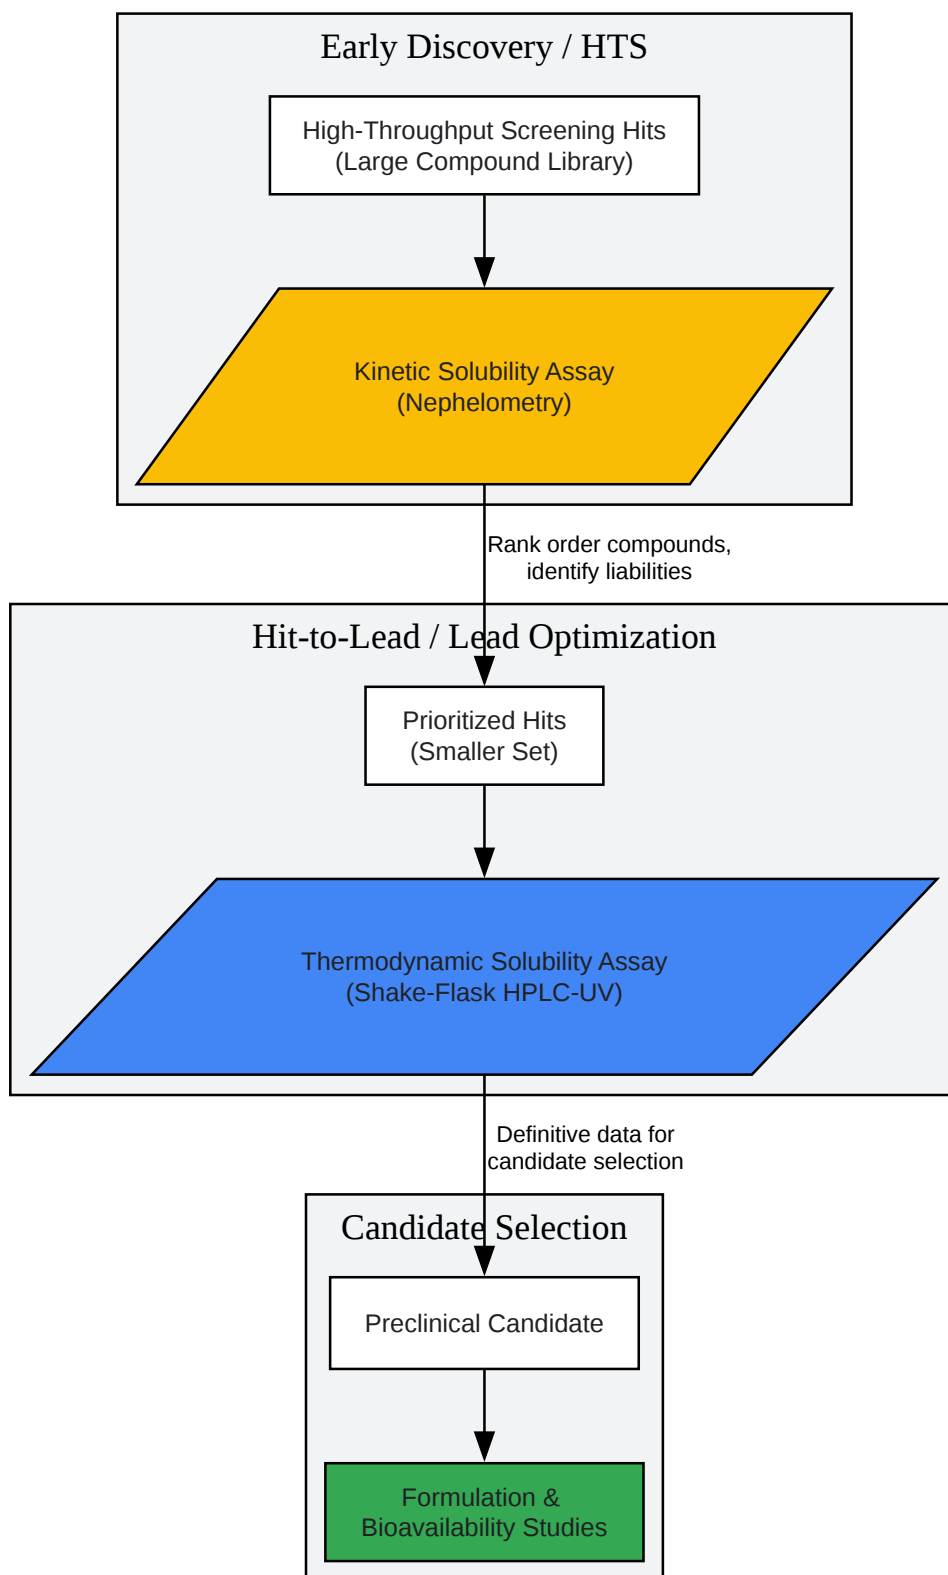 Early Discovery / HTS
High-Throughput Screening Hits
(Large Compound Library)
Kinetic Solubility Assay
(Nephelometry)
Rank order compounds,
identify liabilities
Hit-to-Lead / Lead Optimization
Prioritized Hits
(Smaller Set)
Thermodynamic Solubility Assay
(Shake-Flask HPLC-UV)
Definitive data for
candidate selection
Candidate Selection
Preclinical Candidate
Formulation &
Bioavailability Studies